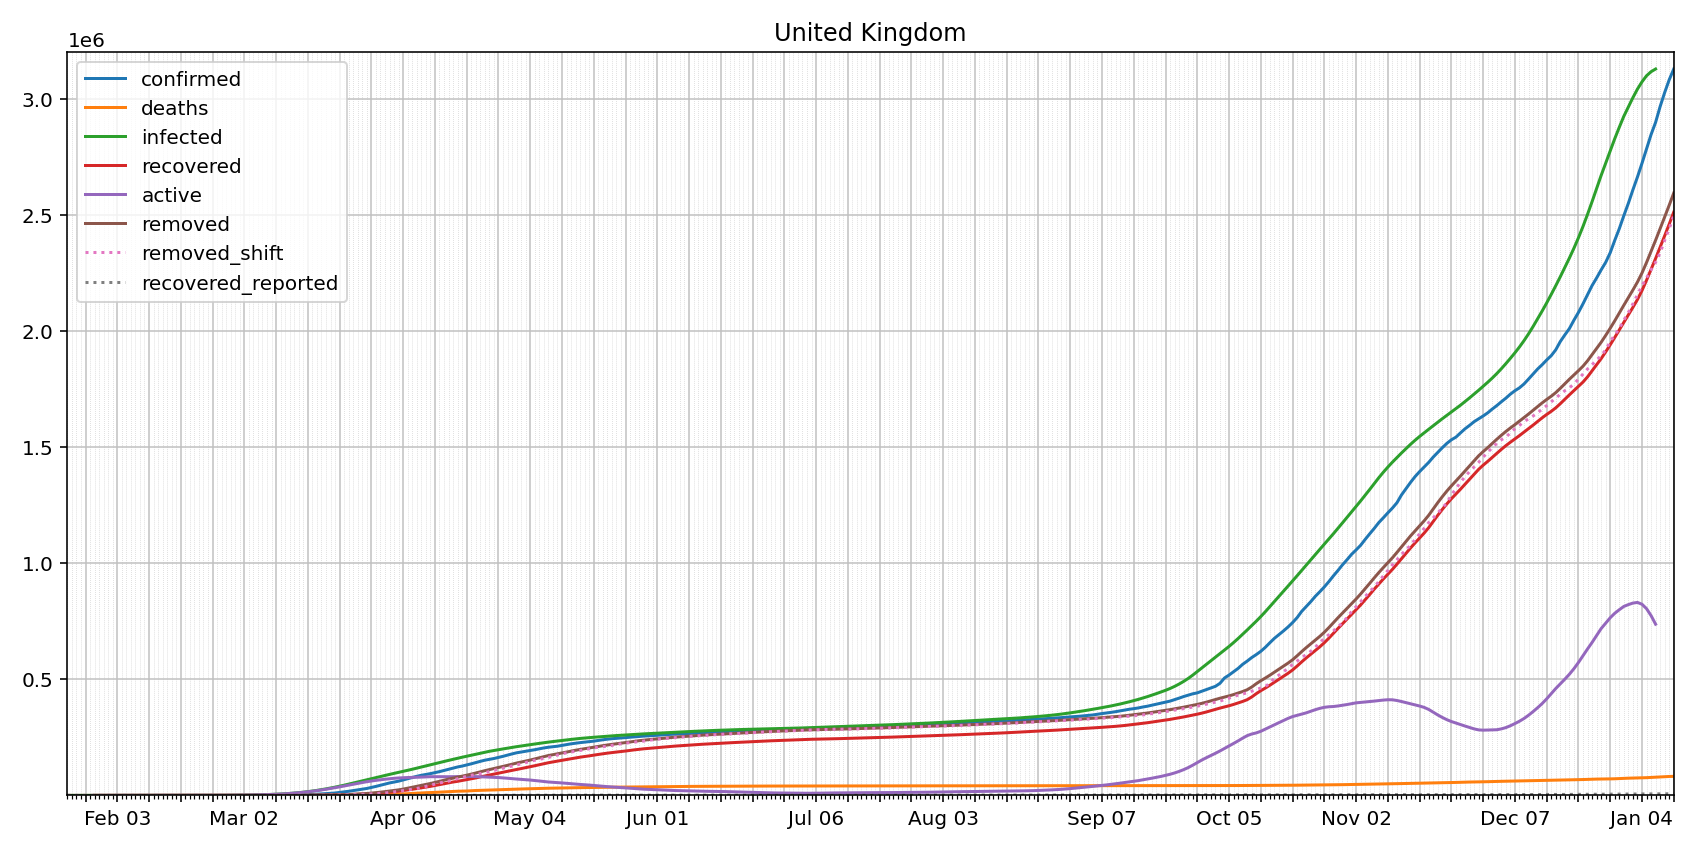 United Kingdom
1e6
confirmed
deaths
infected
recovered
active
removed
removed_shift
recovered_reported
3.0
2.5
2.0
1.5
1.0
0.5
Feb 03 Mar 02 Apr 06 May 04 Jun 01 Jul 06 Aug 03 Sep 07 Oct 05 Nov 02 Dec 07 Jan 04